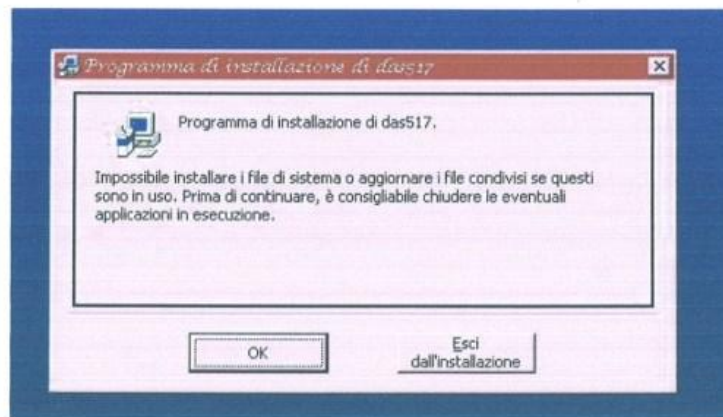 Programma di installazione di das517
Programma di installazione di das517.
Impossibile installare i file di sistema o aggiornare i file condivisi se questi
sono in uso. Prima di continuare, è consigliabile chiudere le eventuali
applicazioni in esecuzione.
OK
Esci
dall'installazione